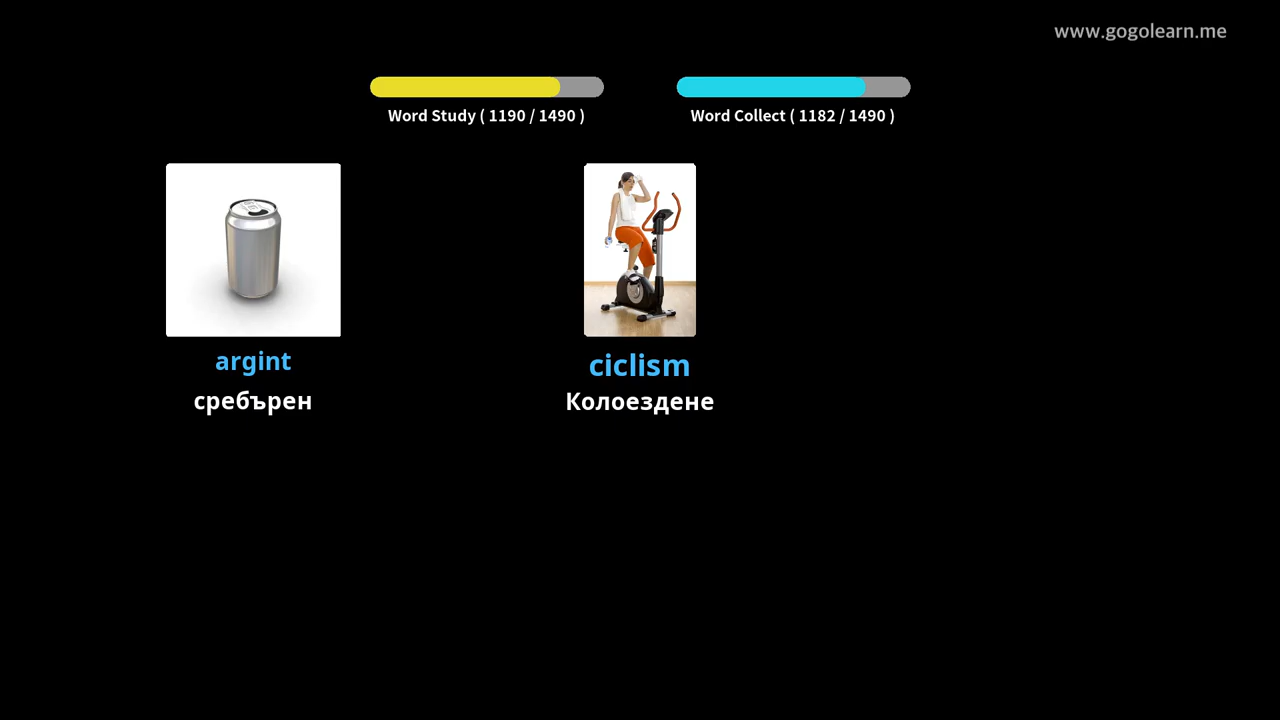 www.gogolearn.me
Word Study ( 1190 / 1490 )
Word Collect ( 1182 / 1490 )
argint
сребърен
ciclism
Колоездене